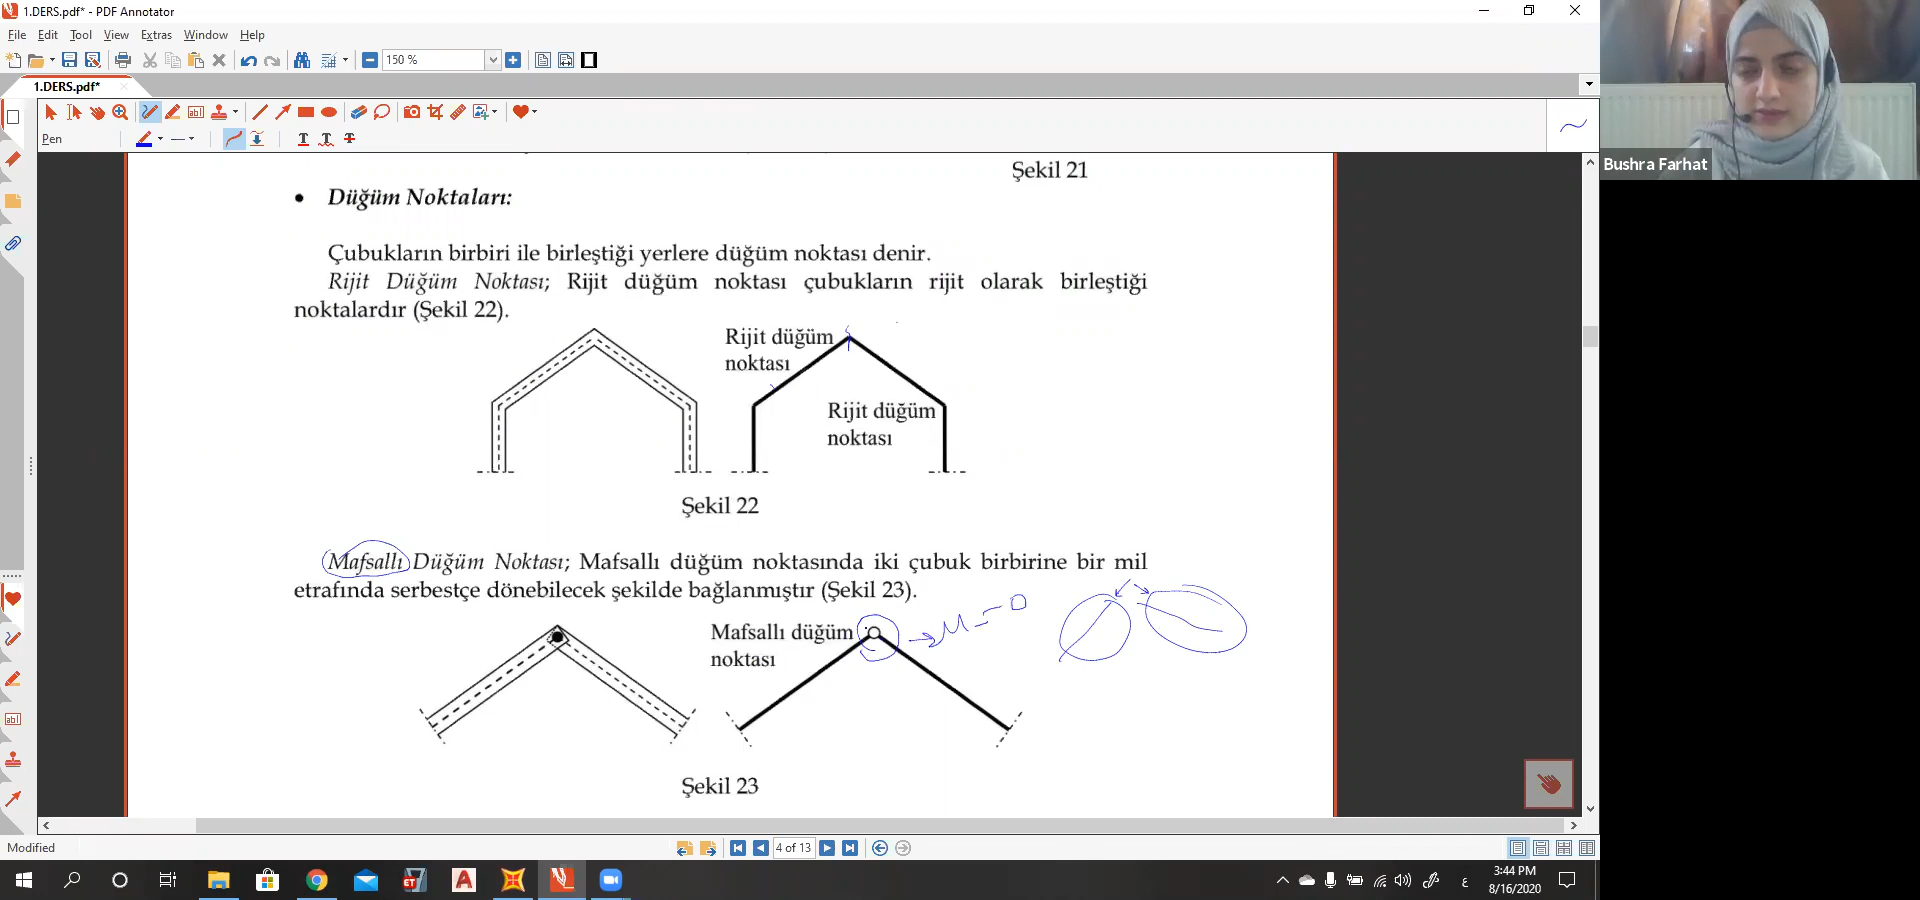 1.DERS.pdf* - PDF Annotator
File Edit Tool View Extras Window Help
150 %
1.DERS.pdf*
Pen
Bushra Farhat
Şekil 21
• Düğüm Noktaları:
Çubukların birbiri ile birleştiği yerlere düğüm noktası denir.
Rijit Düğüm Noktası; Rijit düğüm noktası çubukların rijit olarak birleştiği
noktalardır (Şekil 22).
Rijit düğüm
noktası
Rijit düğüm
noktası
Şekil 22
Mafsallı Düğüm Noktası; Mafsallı düğüm noktasında iki çubuk birbirine bir mil
etrafında serbestçe dönebilecek şekilde bağlanmıştır (Şekil 23).
Mafsallı düğüm
noktası
M = 0
Şekil 23
4 of 13
Modified
3:44 PM
8/16/2020